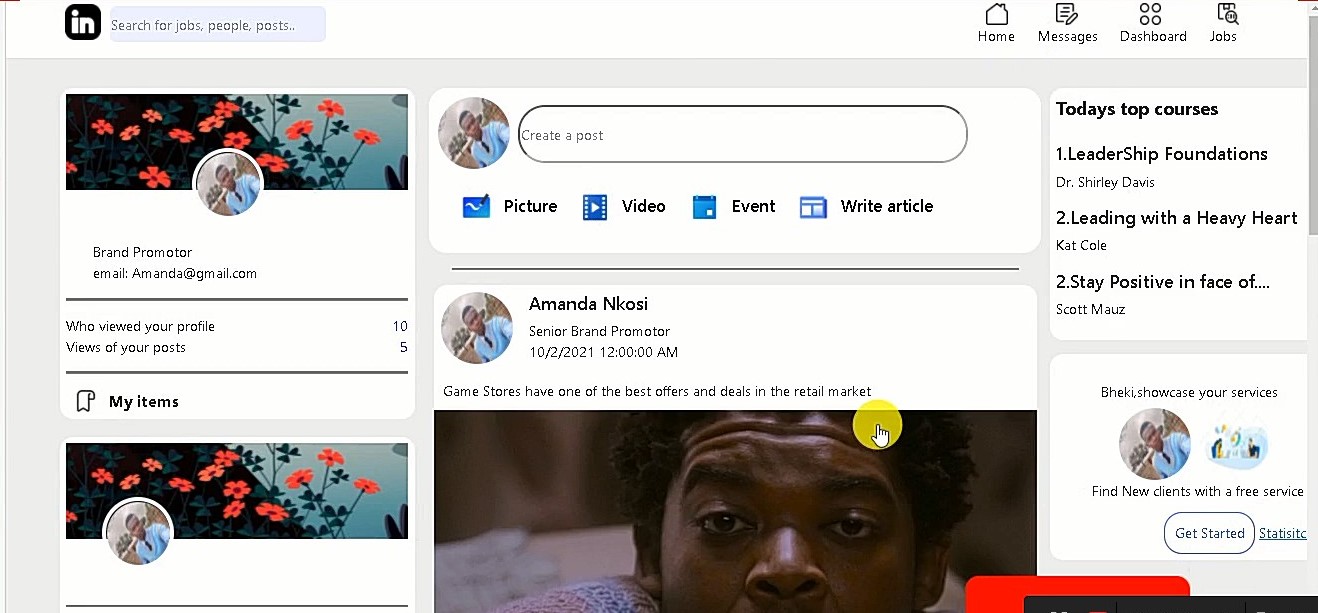 in
Search for jobs, people, posts..
Home
Messages
Dashboard
Jobs
Brand Promotor
email: Amanda@gmail.com
Who viewed your profile 10
Views of your posts 5
My items
Create a post
Picture
Video
Event
Write article
Amanda Nkosi
Senior Brand Promotor
10/2/2021 12:00:00 AM
Game Stores have one of the best offers and deals in the retail market
Todays top courses
1.LeaderShip Foundations
Dr. Shirley Davis
2.Leading with a Heavy Heart
Kat Cole
2.Stay Positive in face of....
Scott Mauz
Bheki,showcase your services
Find New clients with a free service
Get Started
Statisitc